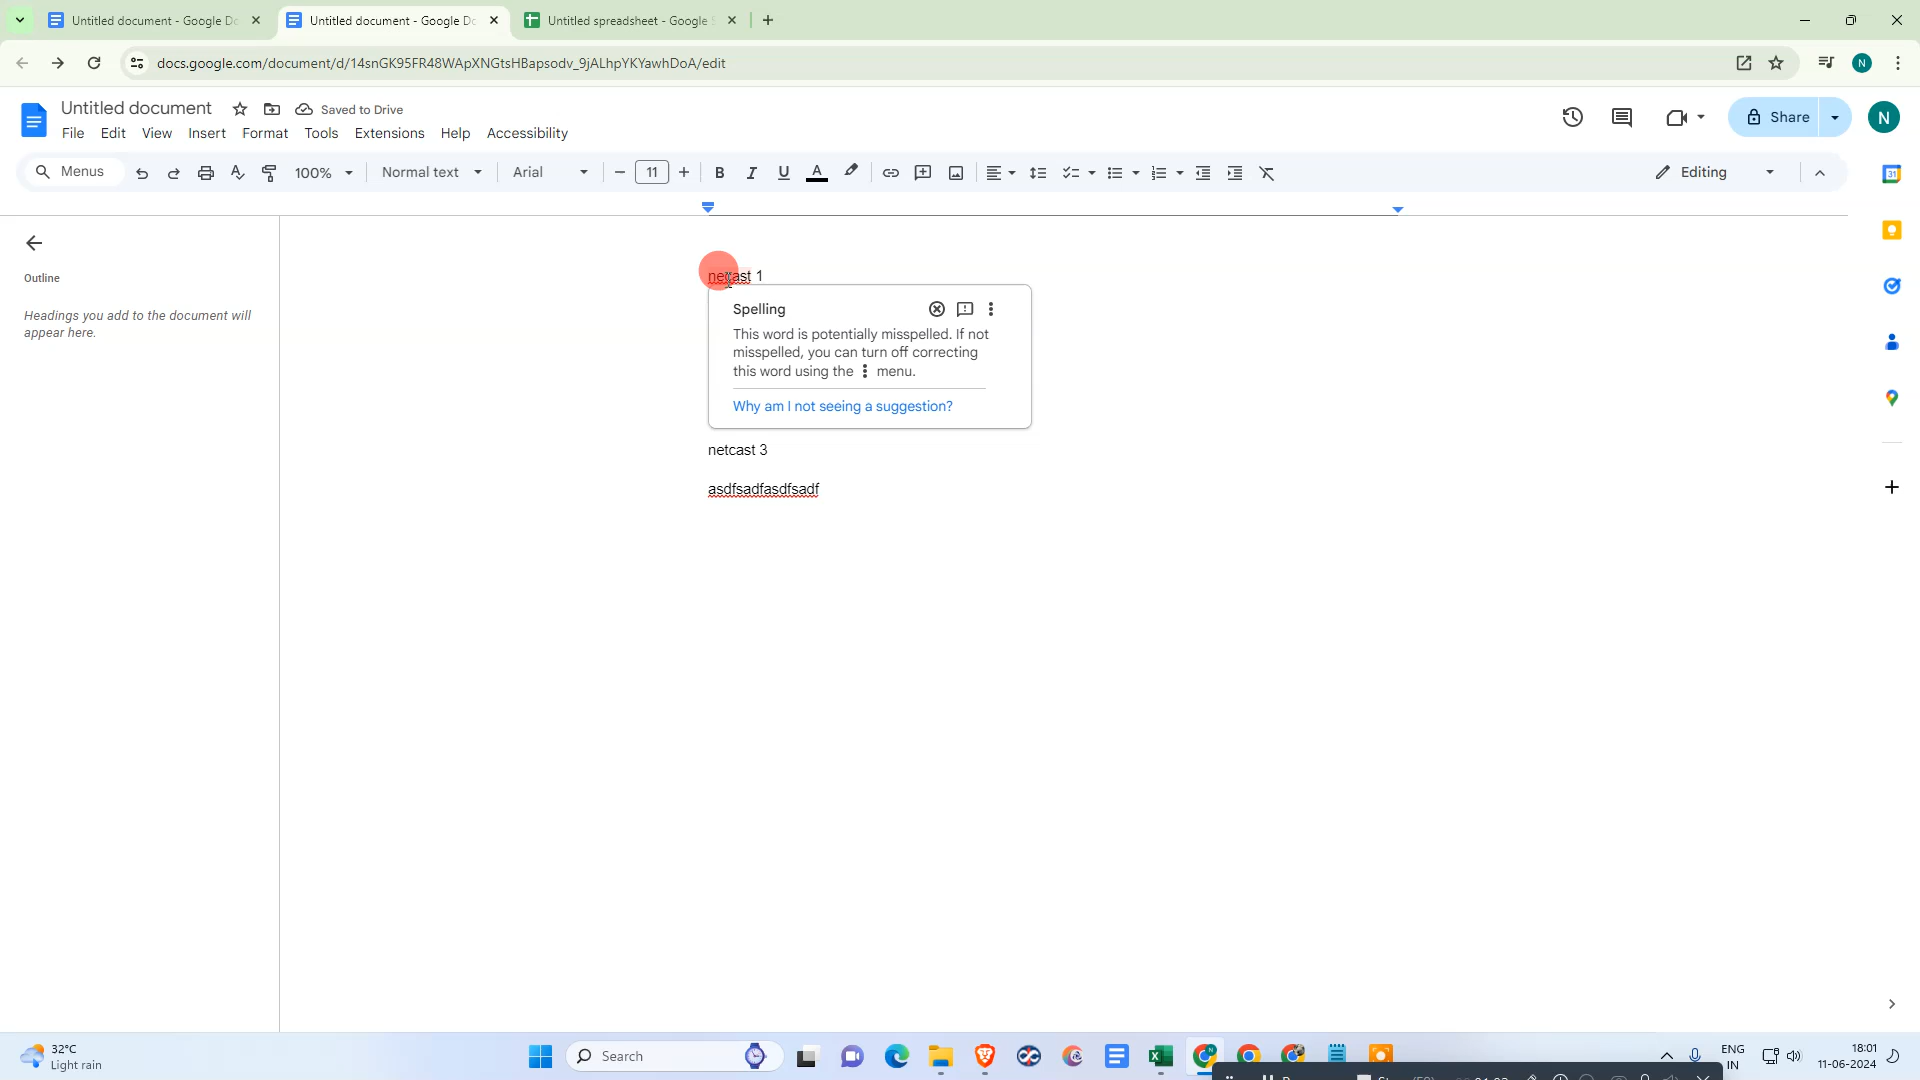 Untitled document - Google Do
Untitled document - Google Do
Untitled spreadsheet - Google S
docs.google.com/document/d/14snGK95FR48WApXNGtsHBapsodv_9jALhpYKYawhDoA/edit
N
Untitled document
Saved to Drive
File Edit View Insert Format Tools Extensions Help Accessibility
Share
N
Menus
100%
Normal text
Arial
11
B I U A
Editing
31
Outline
Headings you add to the document will
appear here.
netcast 1
Spelling
This word is potentially misspelled. If not
misspelled, you can turn off correcting
this word using the ⋮ menu.
Why am I not seeing a suggestion?
netcast 3
asdfsadfasdfsadf
32°C
Light rain
Search
ENG
IN
18:01
11-06-2024